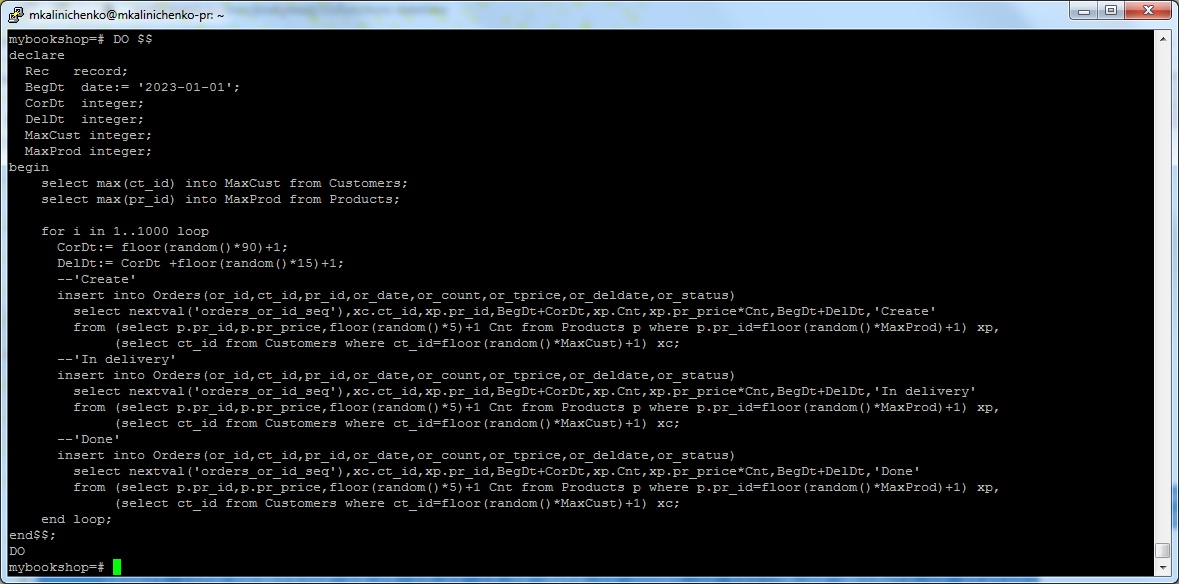 mkalinichenko@mkalinichenko-pr: ~
mybookshop=# DO $$
declare
  Rec   record;
  BegDt  date:= '2023-01-01';
  CorDt  integer;
  DelDt  integer;
  MaxCust integer;
  MaxProd integer;
begin
    select max(ct_id) into MaxCust from Customers;
    select max(pr_id) into MaxProd from Products;

    for i in 1..1000 loop
      CorDt:= floor(random()*90)+1;
      DelDt:= CorDt +floor(random()*15)+1;
      --'Create'
      insert into Orders(or_id,ct_id,pr_id,or_date,or_count,or_tprice,or_deldate,or_status)
        select nextval('orders_or_id_seq'),xc.ct_id,xp.pr_id,BegDt+CorDt,xp.Cnt,xp.pr_price*Cnt,BegDt+DelDt,'Create'
        from (select p.pr_id,p.pr_price,floor(random()*5)+1 Cnt from Products p where p.pr_id=floor(random()*MaxProd)+1) xp,
             (select ct_id from Customers where ct_id=floor(random()*MaxCust)+1) xc;
      --'In delivery'
      insert into Orders(or_id,ct_id,pr_id,or_date,or_count,or_tprice,or_deldate,or_status)
        select nextval('orders_or_id_seq'),xc.ct_id,xp.pr_id,BegDt+CorDt,xp.Cnt,xp.pr_price*Cnt,BegDt+DelDt,'In delivery'
        from (select p.pr_id,p.pr_price,floor(random()*5)+1 Cnt from Products p where p.pr_id=floor(random()*MaxProd)+1) xp,
             (select ct_id from Customers where ct_id=floor(random()*MaxCust)+1) xc;
      --'Done'
      insert into Orders(or_id,ct_id,pr_id,or_date,or_count,or_tprice,or_deldate,or_status)
        select nextval('orders_or_id_seq'),xc.ct_id,xp.pr_id,BegDt+CorDt,xp.Cnt,xp.pr_price*Cnt,BegDt+DelDt,'Done'
        from (select p.pr_id,p.pr_price,floor(random()*5)+1 Cnt from Products p where p.pr_id=floor(random()*MaxProd)+1) xp,
             (select ct_id from Customers where ct_id=floor(random()*MaxCust)+1) xc;
    end loop;
end$$;
DO
mybookshop=#